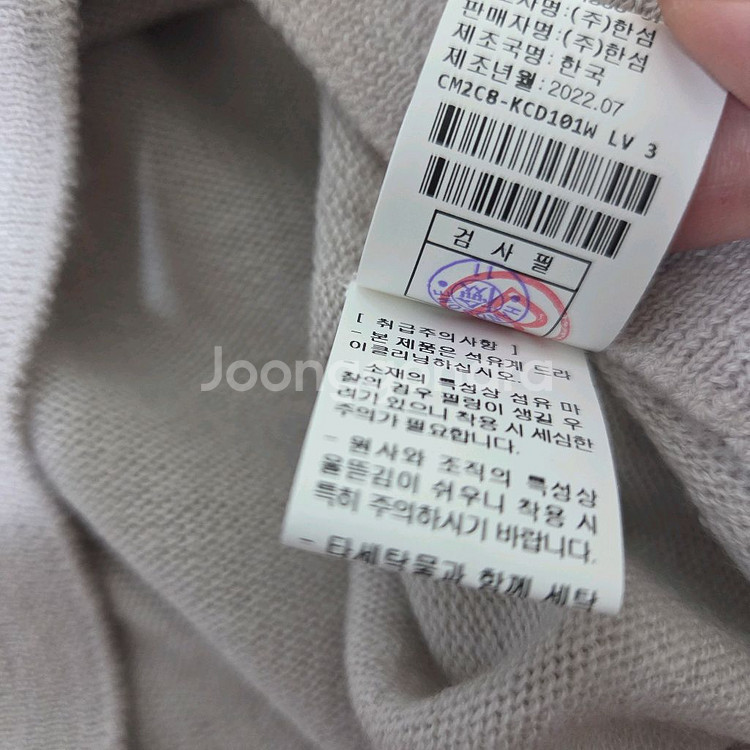 자명:(주)한섬
판매자명:(주)한섬
제조국명: 한국
제조년월: 2022.07
CM2C8-KCD101W LV 3
검 사 필
[ 취급주의사항 ]
- 본 제품은 석유계 드라
이클리닝하십시오.
소재의 특성상 섬유 마
찰의 경우 필링이 생길 우
려가 있으니 착용 시 세심한
주의가 필요합니다.
- 원사와 조직의 특성상
올뜯김이 쉬우니 착용 시
특히 주의하시기 바랍니다.
- 타세탁물과 함께 세탁
Joonggonara